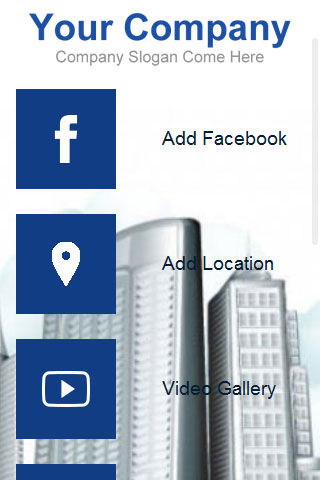 Your Company
Company Slogan Come Here
f
Add Facebook
Add Location
Video Gallery